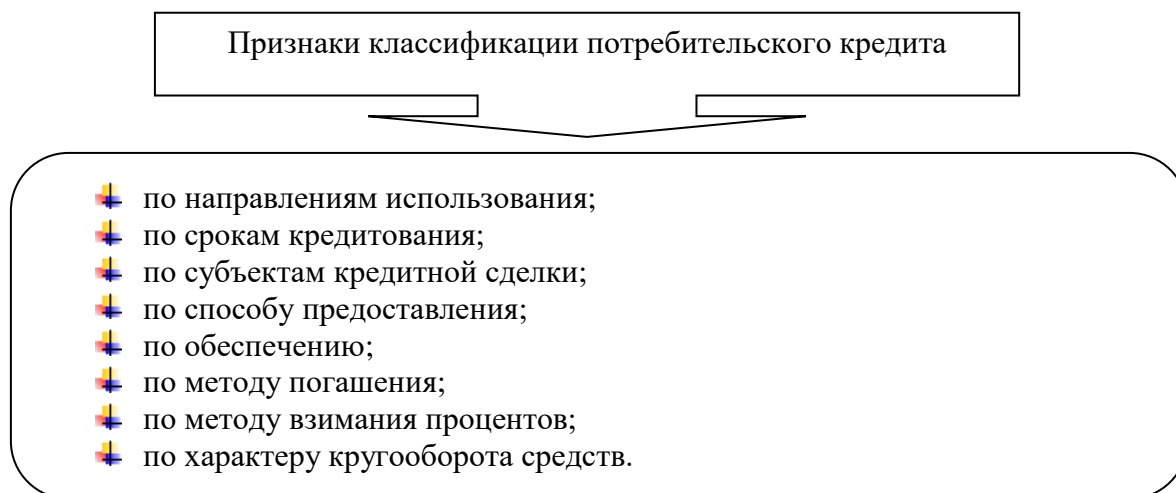 Признаки классификации потребительского кредита
по направлениям использования;
по срокам кредитования;
по субъектам кредитной сделки;
по способу предоставления;
по обеспечению;
по методу погашения;
по методу взимания процентов;
по характеру кругооборота средств.